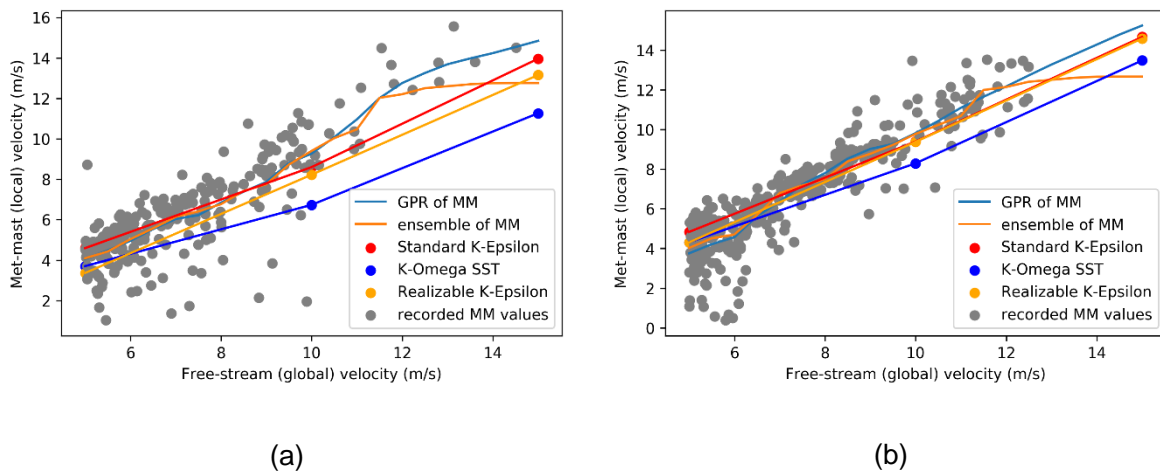 16
14
12
10
8
6
4
2
Met-mast (local) velocity (m/s)
6 8 10 12 14
Free-stream (global) velocity (m/s)
GPR of MM
ensemble of MM
Standard K-Epsilon
K-Omega SST
Realizable K-Epsilon
recorded MM values
(a)
14
12
10
8
6
4
2
0
Met-mast (local) velocity (m/s)
6 8 10 12 14
Free-stream (global) velocity (m/s)
GPR of MM
ensemble of MM
Standard K-Epsilon
K-Omega SST
Realizable K-Epsilon
recorded MM values
(b)